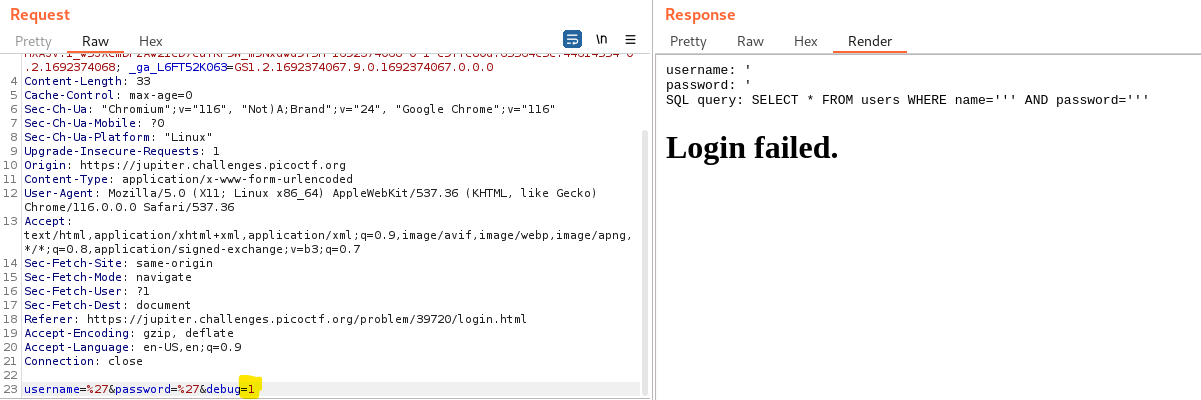 Request
Response
Pretty Raw Hex
\n
Pretty Raw Hex Render
.2.1692374068; _ga_L6FT52K063=GS1.2.1692374067.9.0.1692374067.0.0.0
4 Content-Length: 33
5 Cache-Control: max-age=0
6 Sec-Ch-Ua: "Chromium";v="116", "Not)A;Brand";v="24", "Google Chrome";v="116"
7 Sec-Ch-Ua-Mobile: ?0
8 Sec-Ch-Ua-Platform: "Linux"
9 Upgrade-Insecure-Requests: 1
10 Origin: https://jupiter.challenges.picoctf.org
11 Content-Type: application/x-www-form-urlencoded
12 User-Agent: Mozilla/5.0 (X11; Linux x86_64) AppleWebKit/537.36 (KHTML, like Gecko)
Chrome/116.0.0.0 Safari/537.36
13 Accept:
text/html,application/xhtml+xml,application/xml;q=0.9,image/avif,image/webp,image/apng,
*/*;q=0.8,application/signed-exchange;v=b3;q=0.7
14 Sec-Fetch-Site: same-origin
15 Sec-Fetch-Mode: navigate
16 Sec-Fetch-User: ?1
17 Sec-Fetch-Dest: document
18 Referer: https://jupiter.challenges.picoctf.org/problem/39720/login.html
19 Accept-Encoding: gzip, deflate
20 Accept-Language: en-US,en;q=0.9
21 Connection: close
22
23 username=%27&password=%27&debug=1
username: '
password: '
SQL query: SELECT * FROM users WHERE name=''' AND password='''
Login failed.